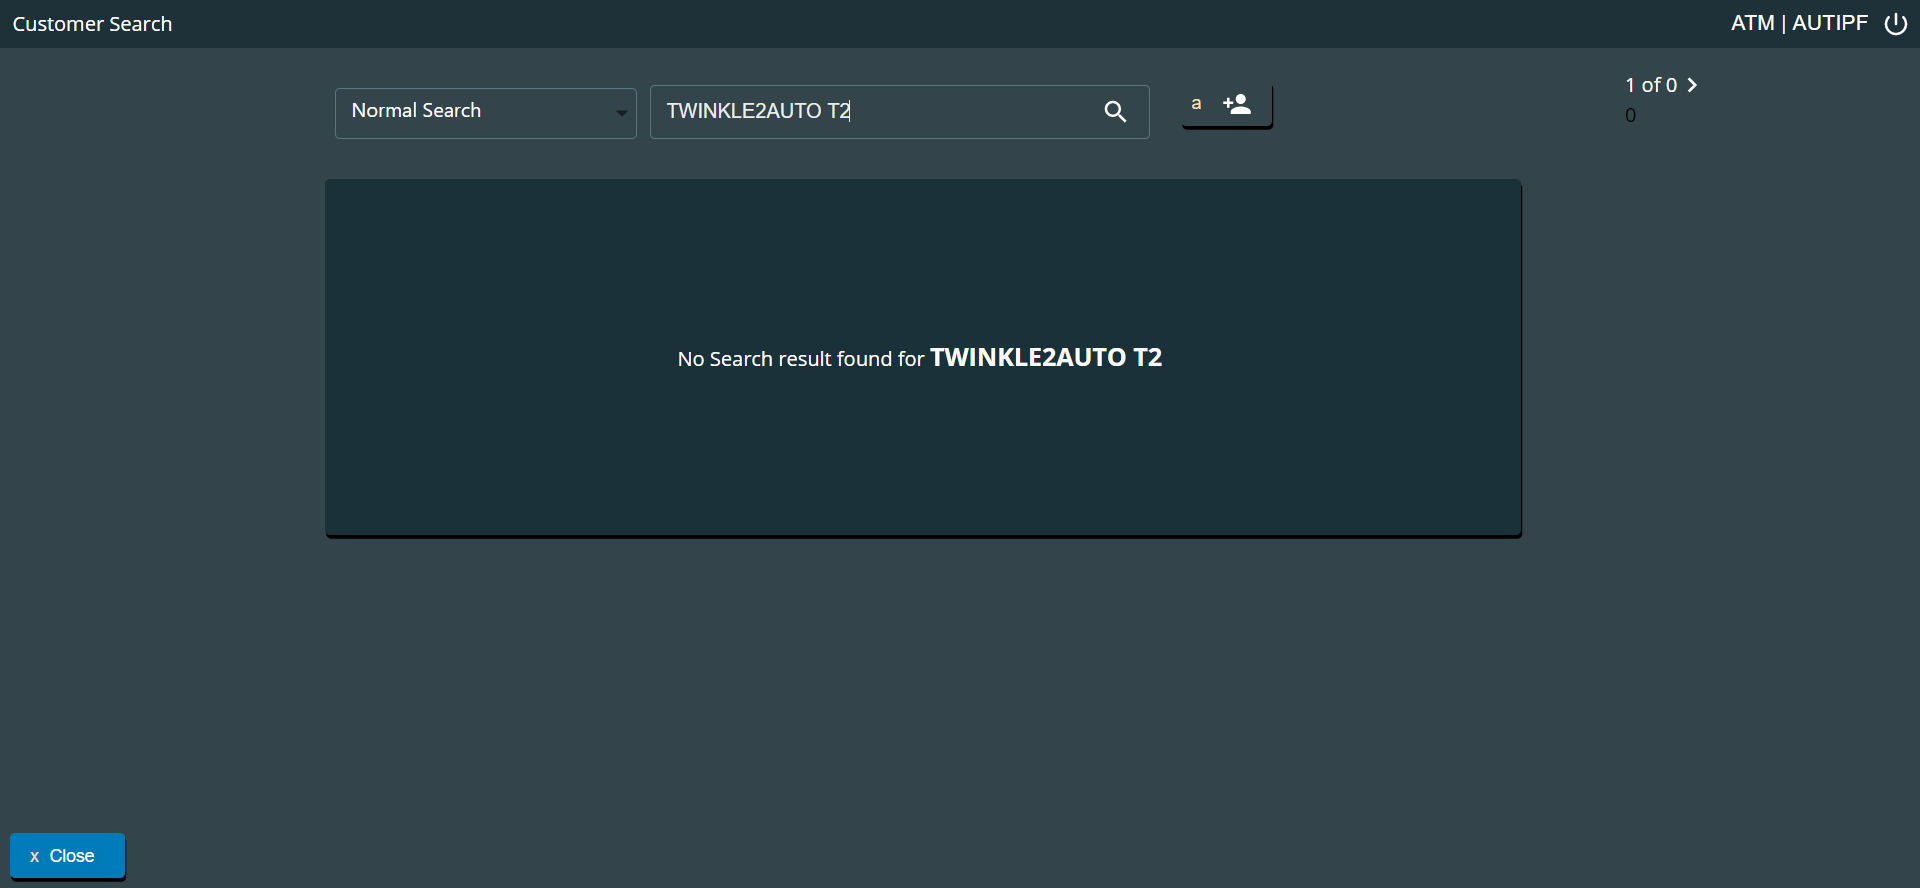 Customer Search
ATM | AUTIPF
Normal Search
TWINKLE2AUTO T2
a
1 of 0
0
No Search result found for TWINKLE2AUTO T2
x Close